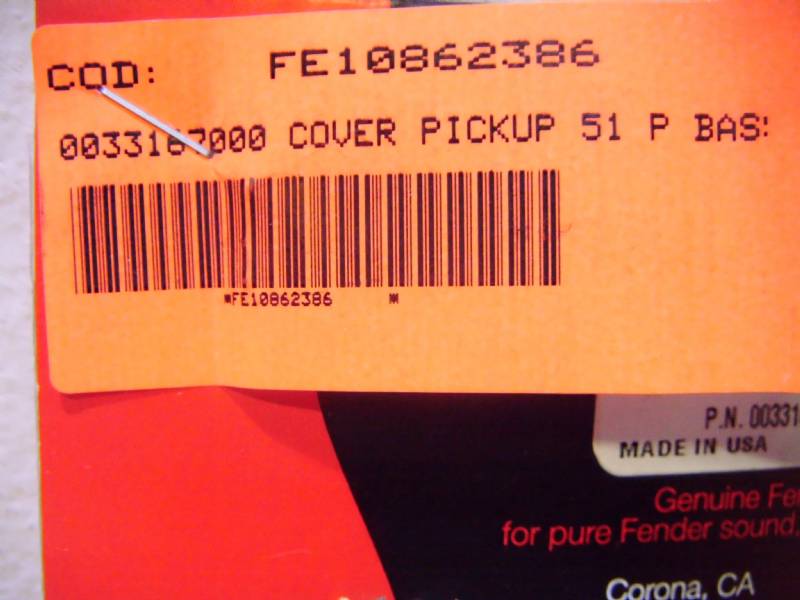 COD: FE10862386
0033167000 COVER PICKUP 51 P BAS
*FE10862386
P.N. 00331
MADE IN USA
Genuine Fe
for pure Fender sound.
Corona, CA